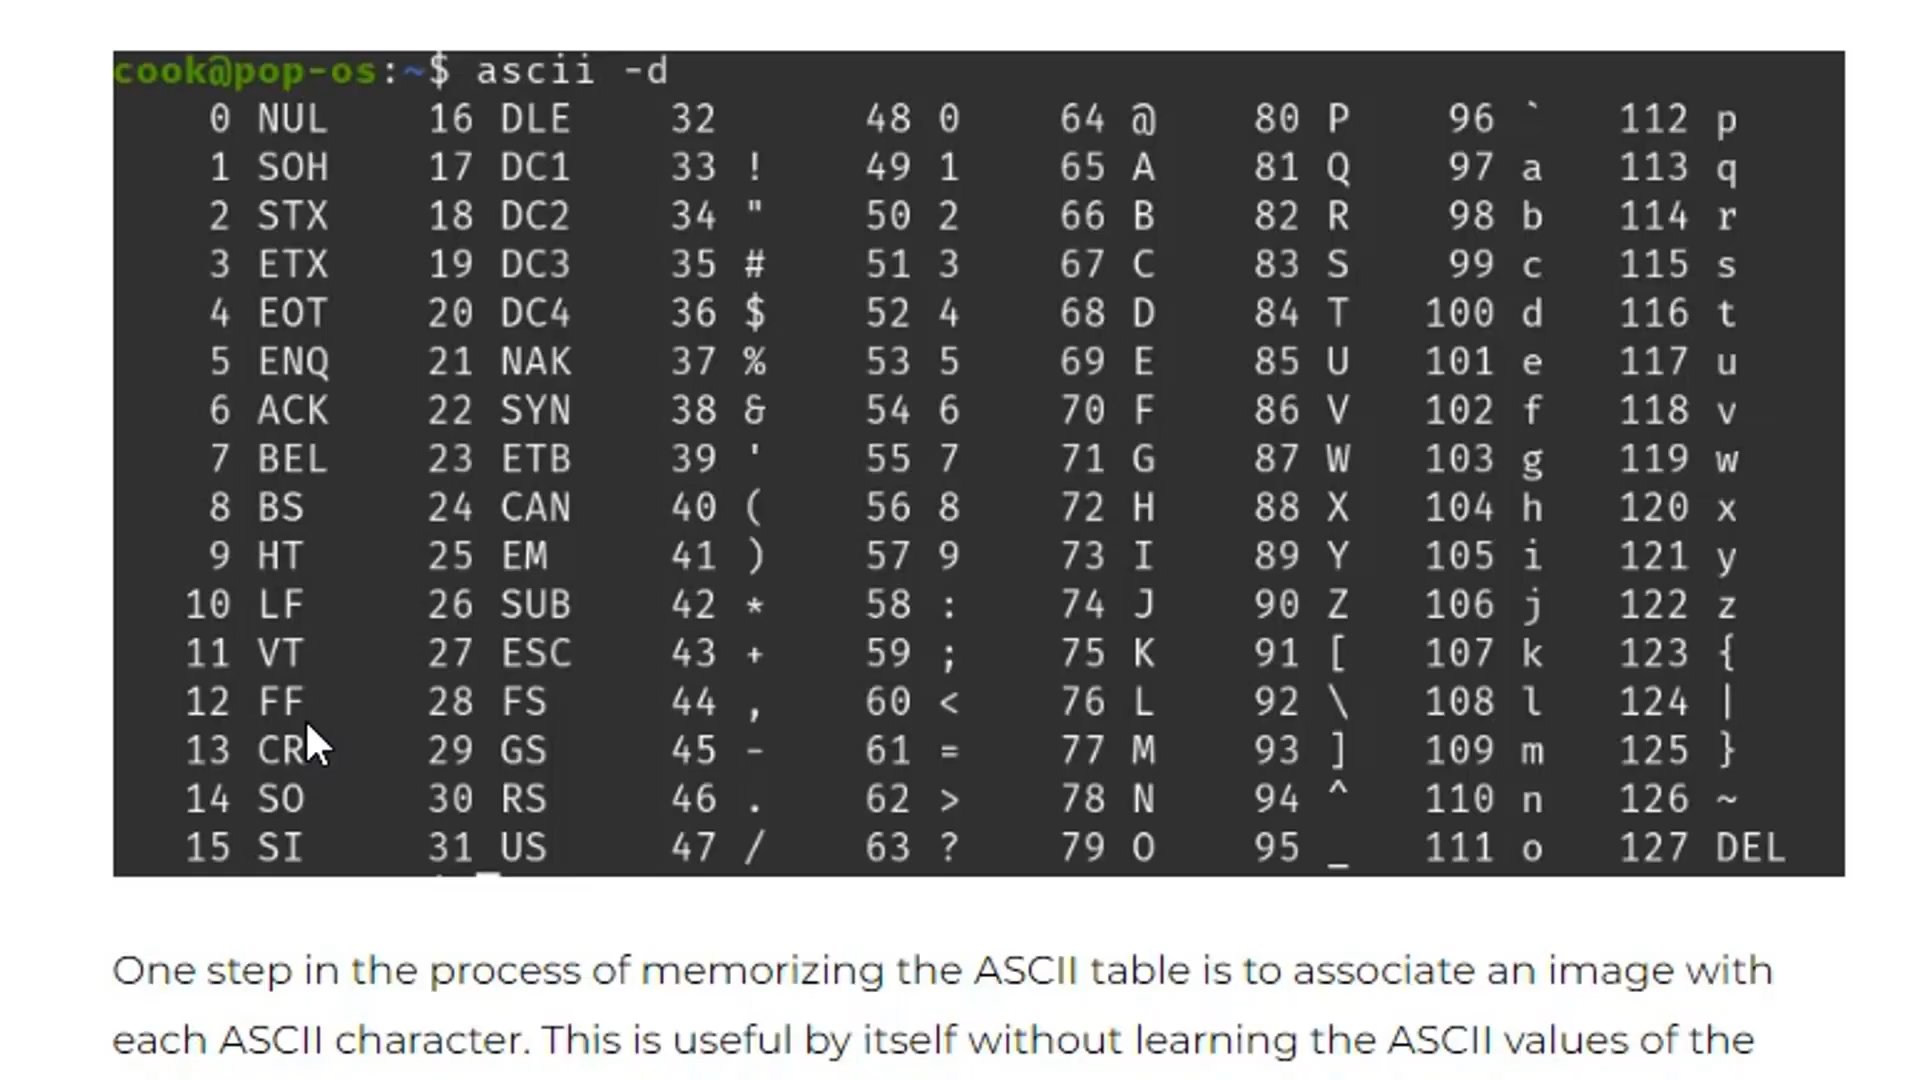 cook@pop-os:~$ ascii -d
0 NUL 16 DLE 32 48 0 64 @ 80 P 96 ` 112 p
1 SOH 17 DC1 33 ! 49 1 65 A 81 Q 97 a 113 q
2 STX 18 DC2 34 " 50 2 66 B 82 R 98 b 114 r
3 ETX 19 DC3 35 # 51 3 67 C 83 S 99 c 115 s
4 EOT 20 DC4 36 $ 52 4 68 D 84 T 100 d 116 t
5 ENQ 21 NAK 37 % 53 5 69 E 85 U 101 e 117 u
6 ACK 22 SYN 38 & 54 6 70 F 86 V 102 f 118 v
7 BEL 23 ETB 39 ' 55 7 71 G 87 W 103 g 119 w
8 BS 24 CAN 40 ( 56 8 72 H 88 X 104 h 120 x
9 HT 25 EM 41 ) 57 9 73 I 89 Y 105 i 121 y
10 LF 26 SUB 42 * 58 : 74 J 90 Z 106 j 122 z
11 VT 27 ESC 43 + 59 ; 75 K 91 [ 107 k 123 {
12 FF 28 FS 44 , 60 < 76 L 92 \ 108 l 124 |
13 CR 29 GS 45 - 61 = 77 M 93 ] 109 m 125 }
14 SO 30 RS 46 . 62 > 78 N 94 ^ 110 n 126 ~
15 SI 31 US 47 / 63 ? 79 O 95 _ 111 o 127 DEL
One step in the process of memorizing the ASCII table is to associate an image with
each ASCII character. This is useful by itself without learning the ASCII values of the